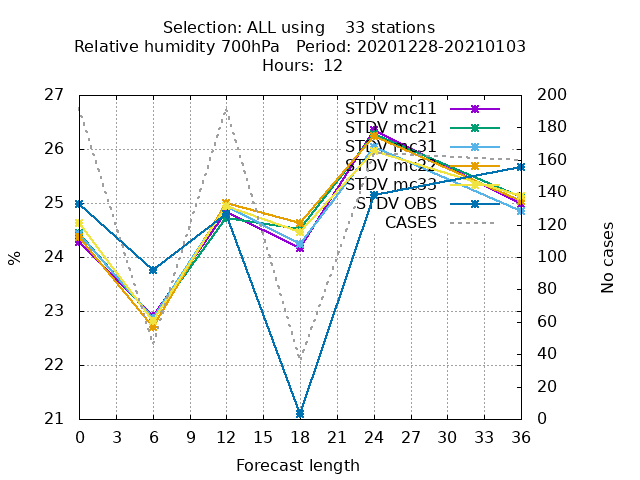 Selection: ALL using    33 stations
Relative humidity 700hPa   Period: 20201228-20210103
Hours: 12
27 26 25 24 23 22 21
%
200 180 160 140 120 100 80 60 40 20 0
No cases
STDV mc11
STDV mc21
STDV mc31
STDV mc22
STDV mc33
STDV OBS
CASES
0 3 6 9 12 15 18 21 24 27 30 33 36
Forecast length